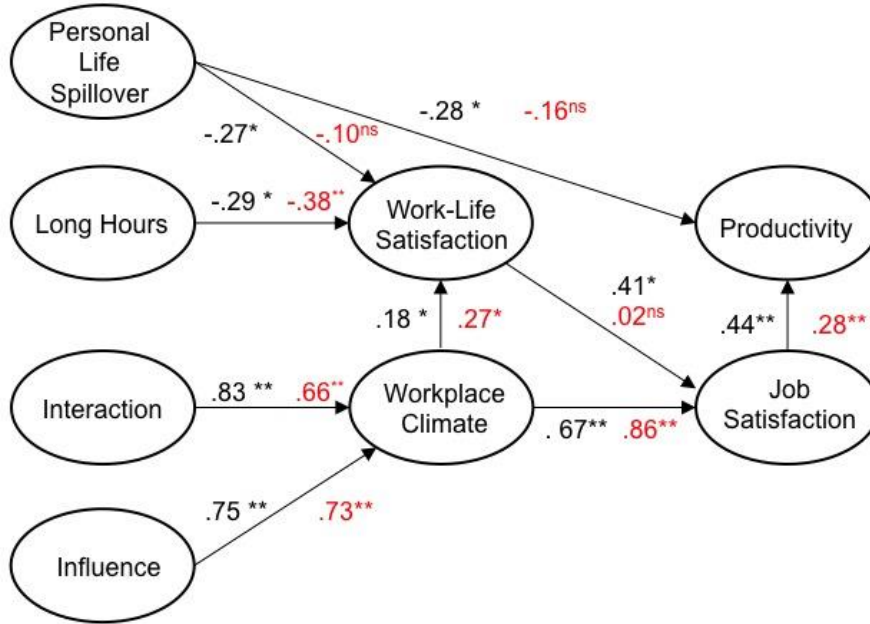 Personal
Life
Spillover
-.28 * -.16ns
-.27* -.10ns
Long Hours
-.29 * -.38**
Work-Life
Satisfaction
Productivity
.41*
.02ns
.18 * .27*
.44** .28**
Interaction
.83 ** .66**
Workplace
Climate
. 67** .86**
Job
Satisfaction
.75 ** .73**
Influence